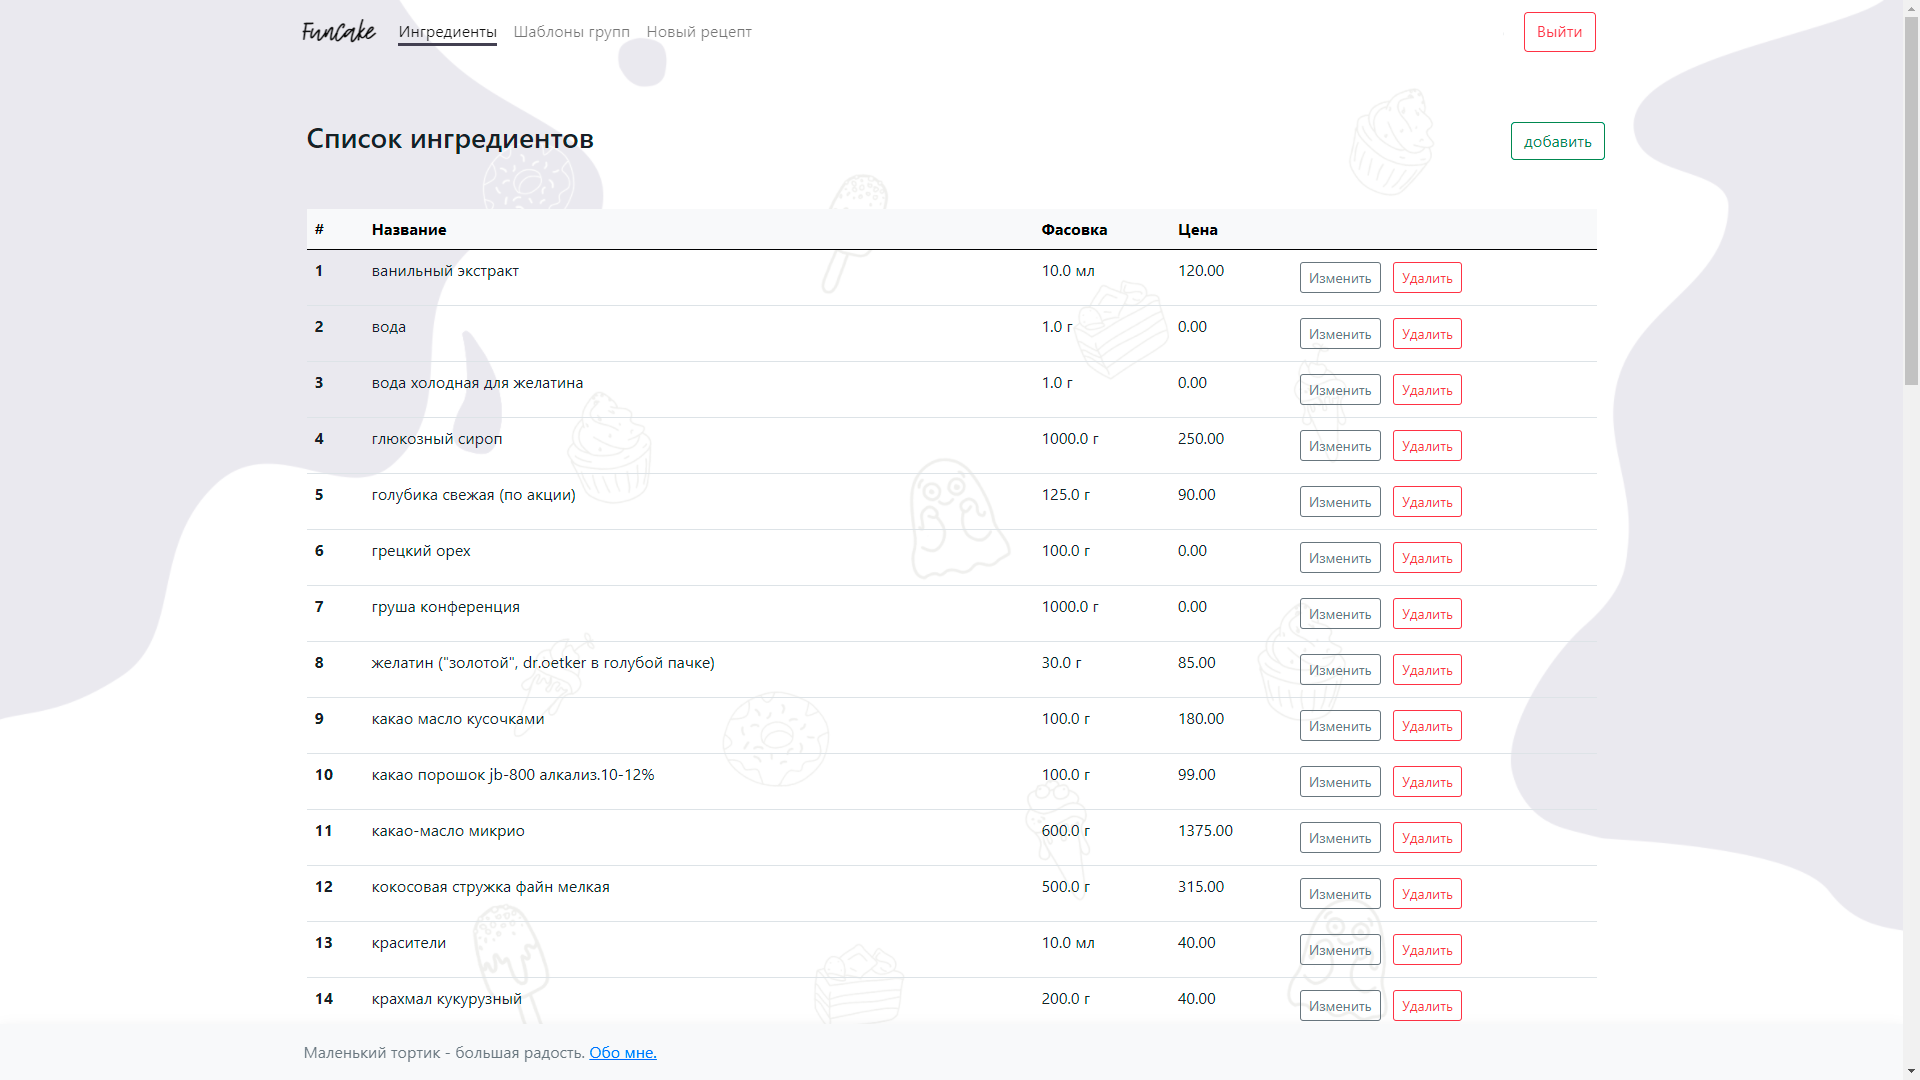 FunCake Ингредиенты Шаблоны групп Новый рецепт Выйти
Список ингредиентов добавить
# Название Фасовка Цена
1 ванильный экстракт 10.0 мл 120.00 Изменить Удалить
2 вода 1.0 г 0.00 Изменить Удалить
3 вода холодная для желатина 1.0 г 0.00 Изменить Удалить
4 глюкозный сироп 1000.0 г 250.00 Изменить Удалить
5 голубика свежая (по акции) 125.0 г 90.00 Изменить Удалить
6 грецкий орех 100.0 г 0.00 Изменить Удалить
7 груша конференция 1000.0 г 0.00 Изменить Удалить
8 желатин ("золотой", dr.oetker в голубой пачке) 30.0 г 85.00 Изменить Удалить
9 какао масло кусочками 100.0 г 180.00 Изменить Удалить
10 какао порошок jb-800 алкализ.10-12% 100.0 г 99.00 Изменить Удалить
11 какао-масло микрио 600.0 г 1375.00 Изменить Удалить
12 кокосовая стружка файн мелкая 500.0 г 315.00 Изменить Удалить
13 красители 10.0 мл 40.00 Изменить Удалить
14 крахмал кукурузный 200.0 г 40.00 Изменить Удалить
Маленький тортик - большая радость. Обо мне.